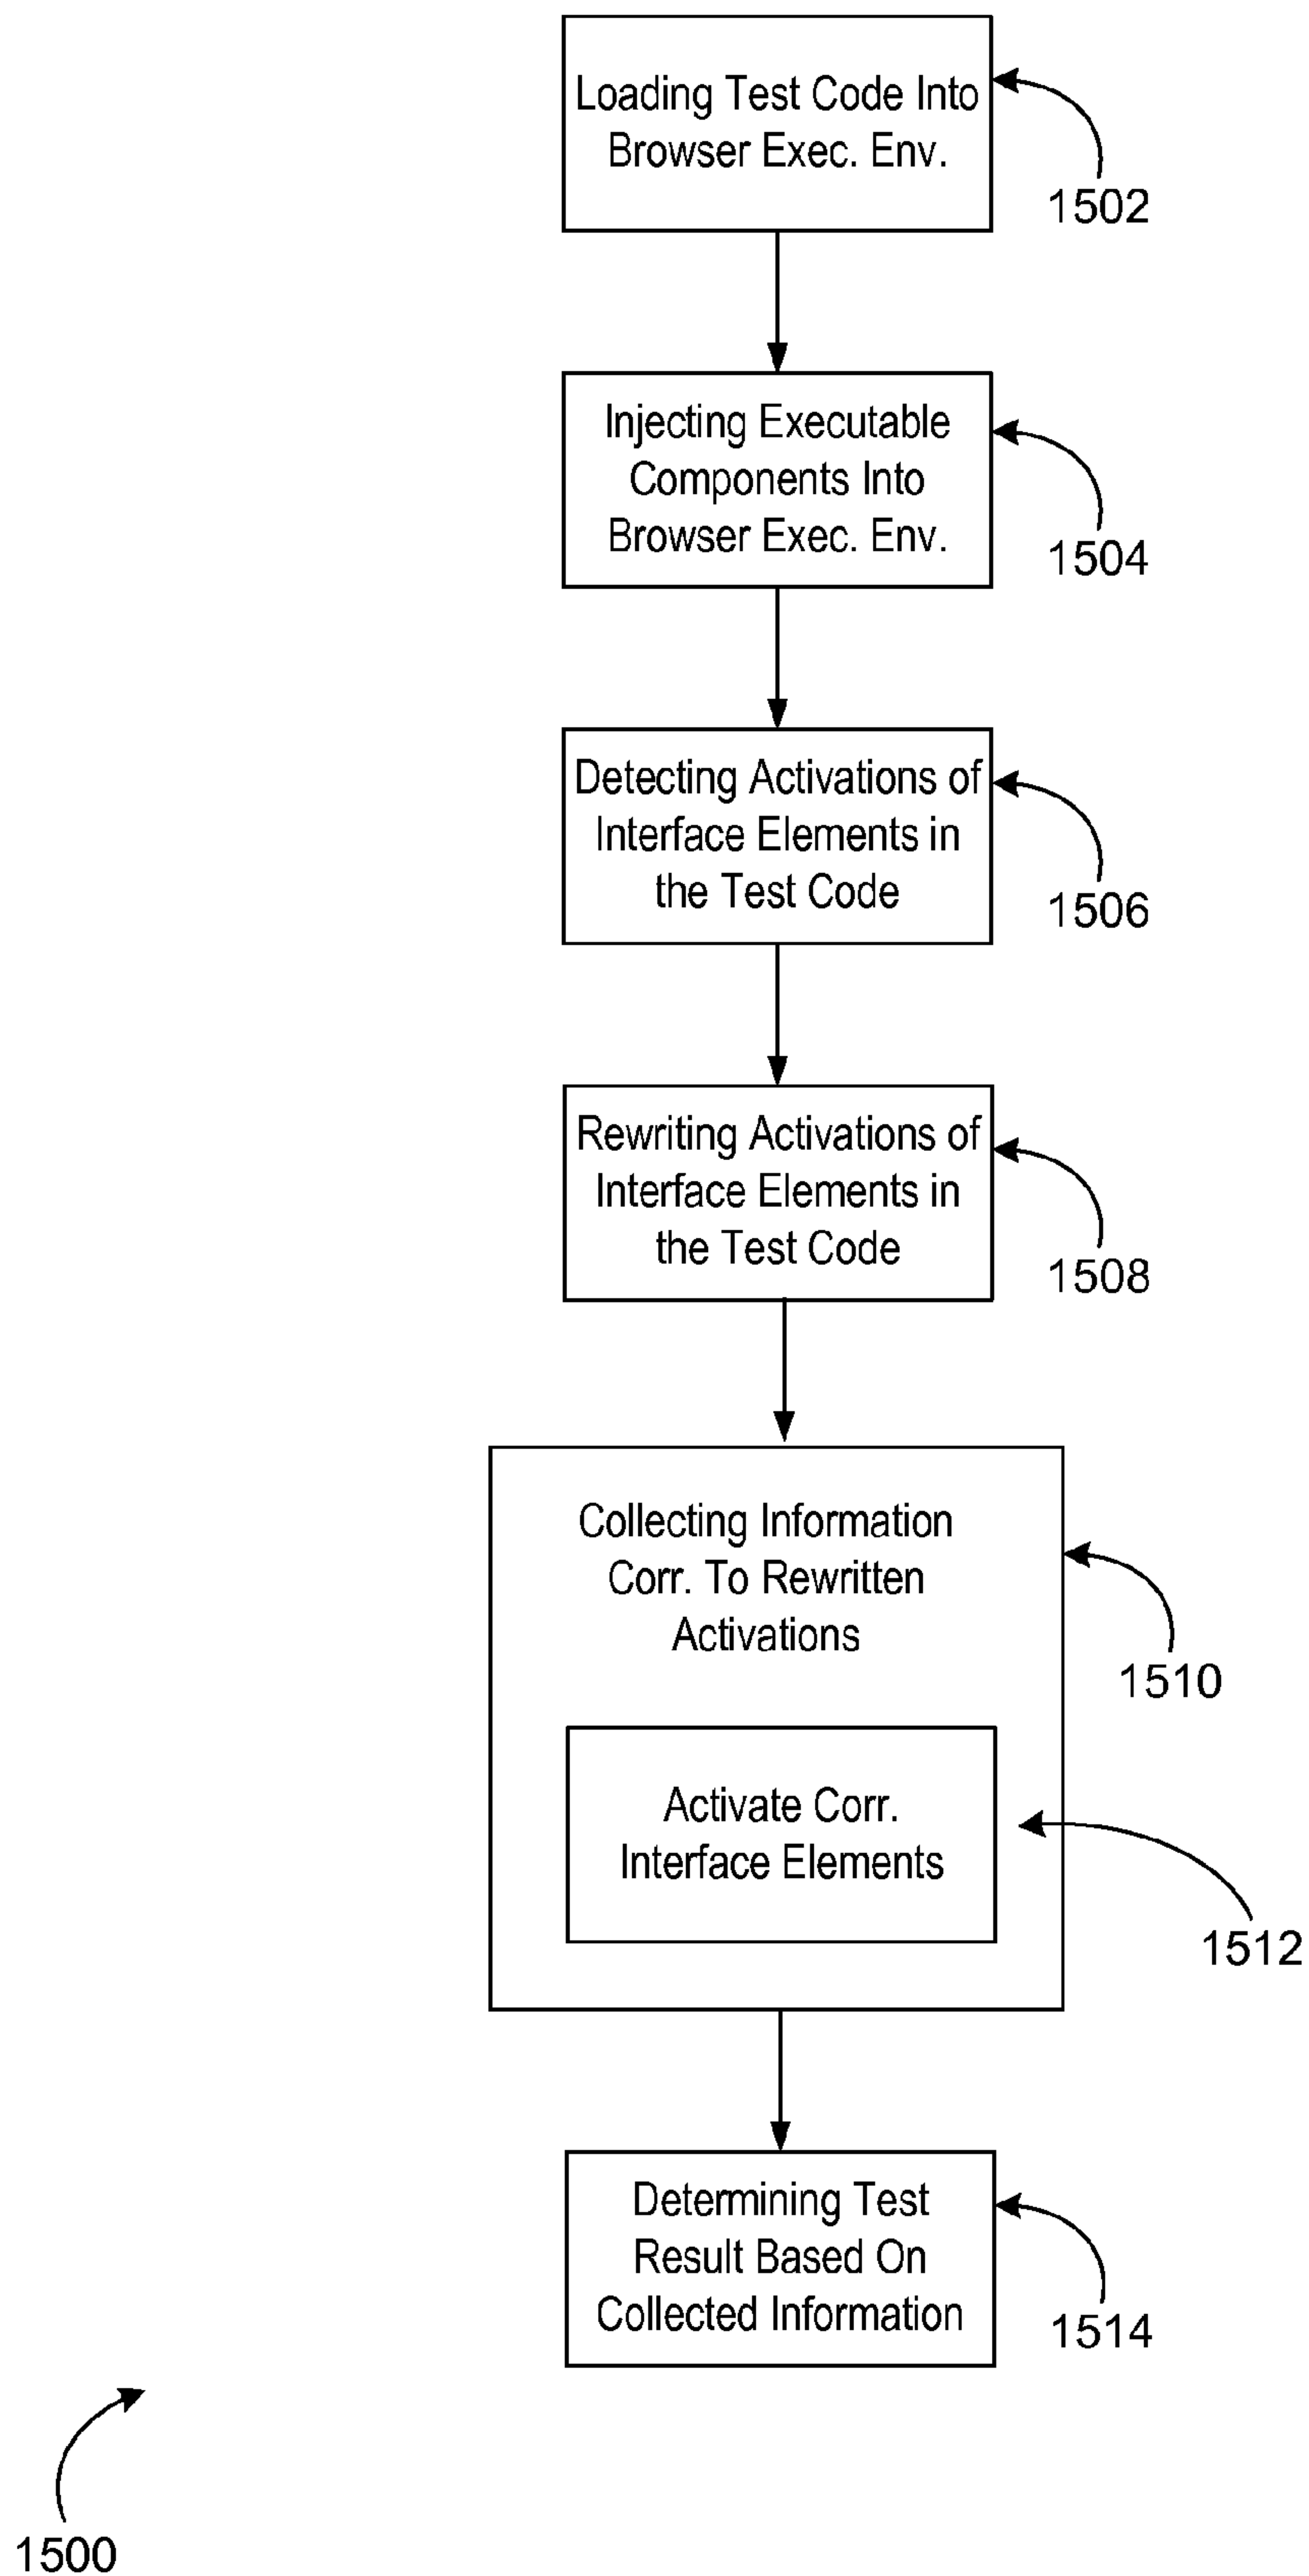 Loading Test Code Into
Browser Exec. Env.
1502
Injecting Executable
Components Into
Browser Exec. Env.
1504
Detecting Activations of
Interface Elements in
the Test Code
1506
Rewriting Activations of
Interface Elements in
the Test Code
1508
Collecting Information
Corr. To Rewritten
Activations
1510
Activate Corr.
Interface Elements
1512
Determining Test
Result Based On
Collected Information
1514
1500